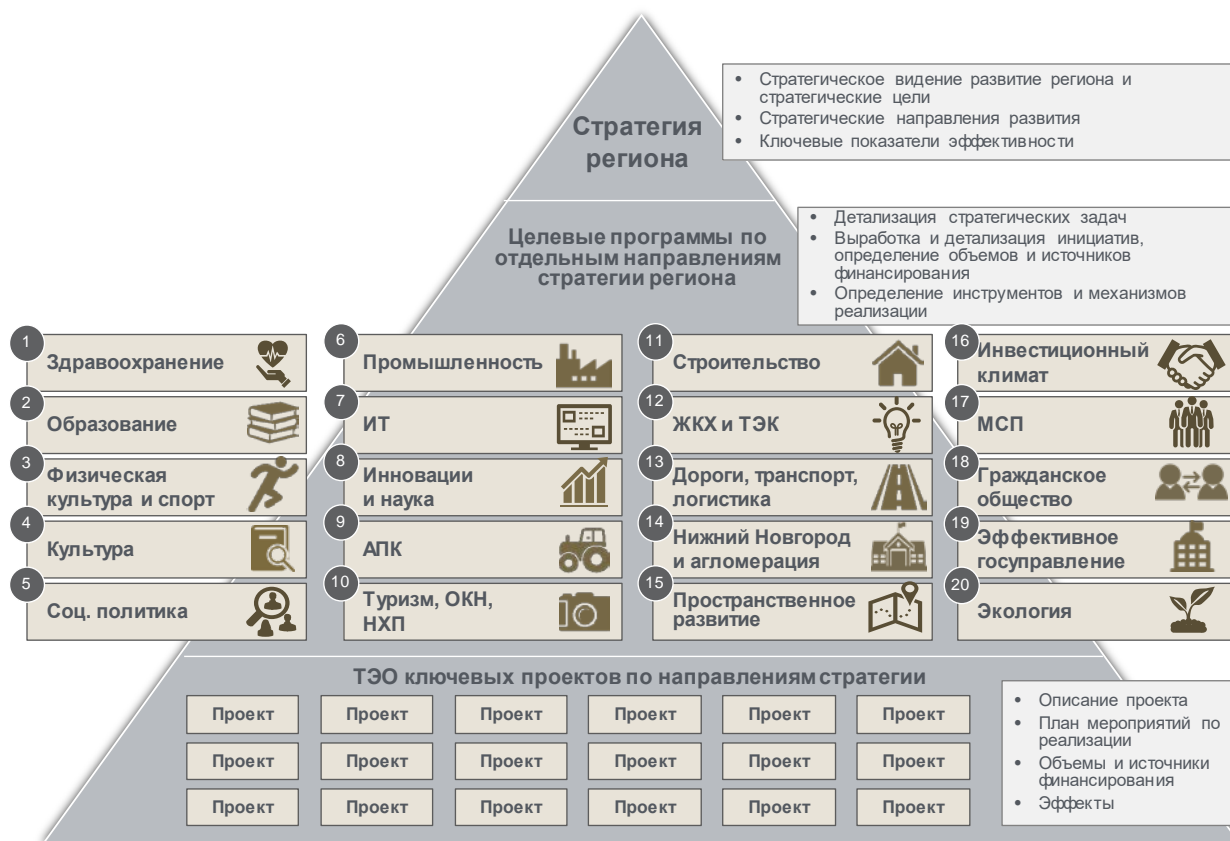 Стратегия
региона
• Стратегическое видение развитие региона и
стратегические цели
• Стратегические направления развития
• Ключевые показатели эффективности
Целевые программы по
отдельным направлениям
стратегии региона
• Детализация стратегических задач
• Выработка и детализация инициатив,
определение объемов и источников
финансирования
• Определение инструментов и механизмов
реализации
1
Здравоохранение
2
Образование
3
Физическая
культура и спорт
4
Культура
5
Соц. политика
6
Промышленность
7
ИТ
8
Инновации
и наука
9
АПК
10
Туризм, ОКН,
НХП
11
Строительство
12
ЖКХ и ТЭК
13
Дороги, транспорт,
логистика
14
Нижний Новгород
и агломерация
15
Пространственное
развитие
16
Инвестиционный
климат
17
МСП
18
Гражданское
общество
19
Эффективное
госуправление
20
Экология
ТЭО ключевых проектов по направлениям стратегии
Проект Проект Проект Проект Проект Проект
Проект Проект Проект Проект Проект Проект
Проект Проект Проект Проект Проект Проект
• Описание проекта
• План мероприятий по
реализации
• Объемы и источники
финансирования
• Эффекты